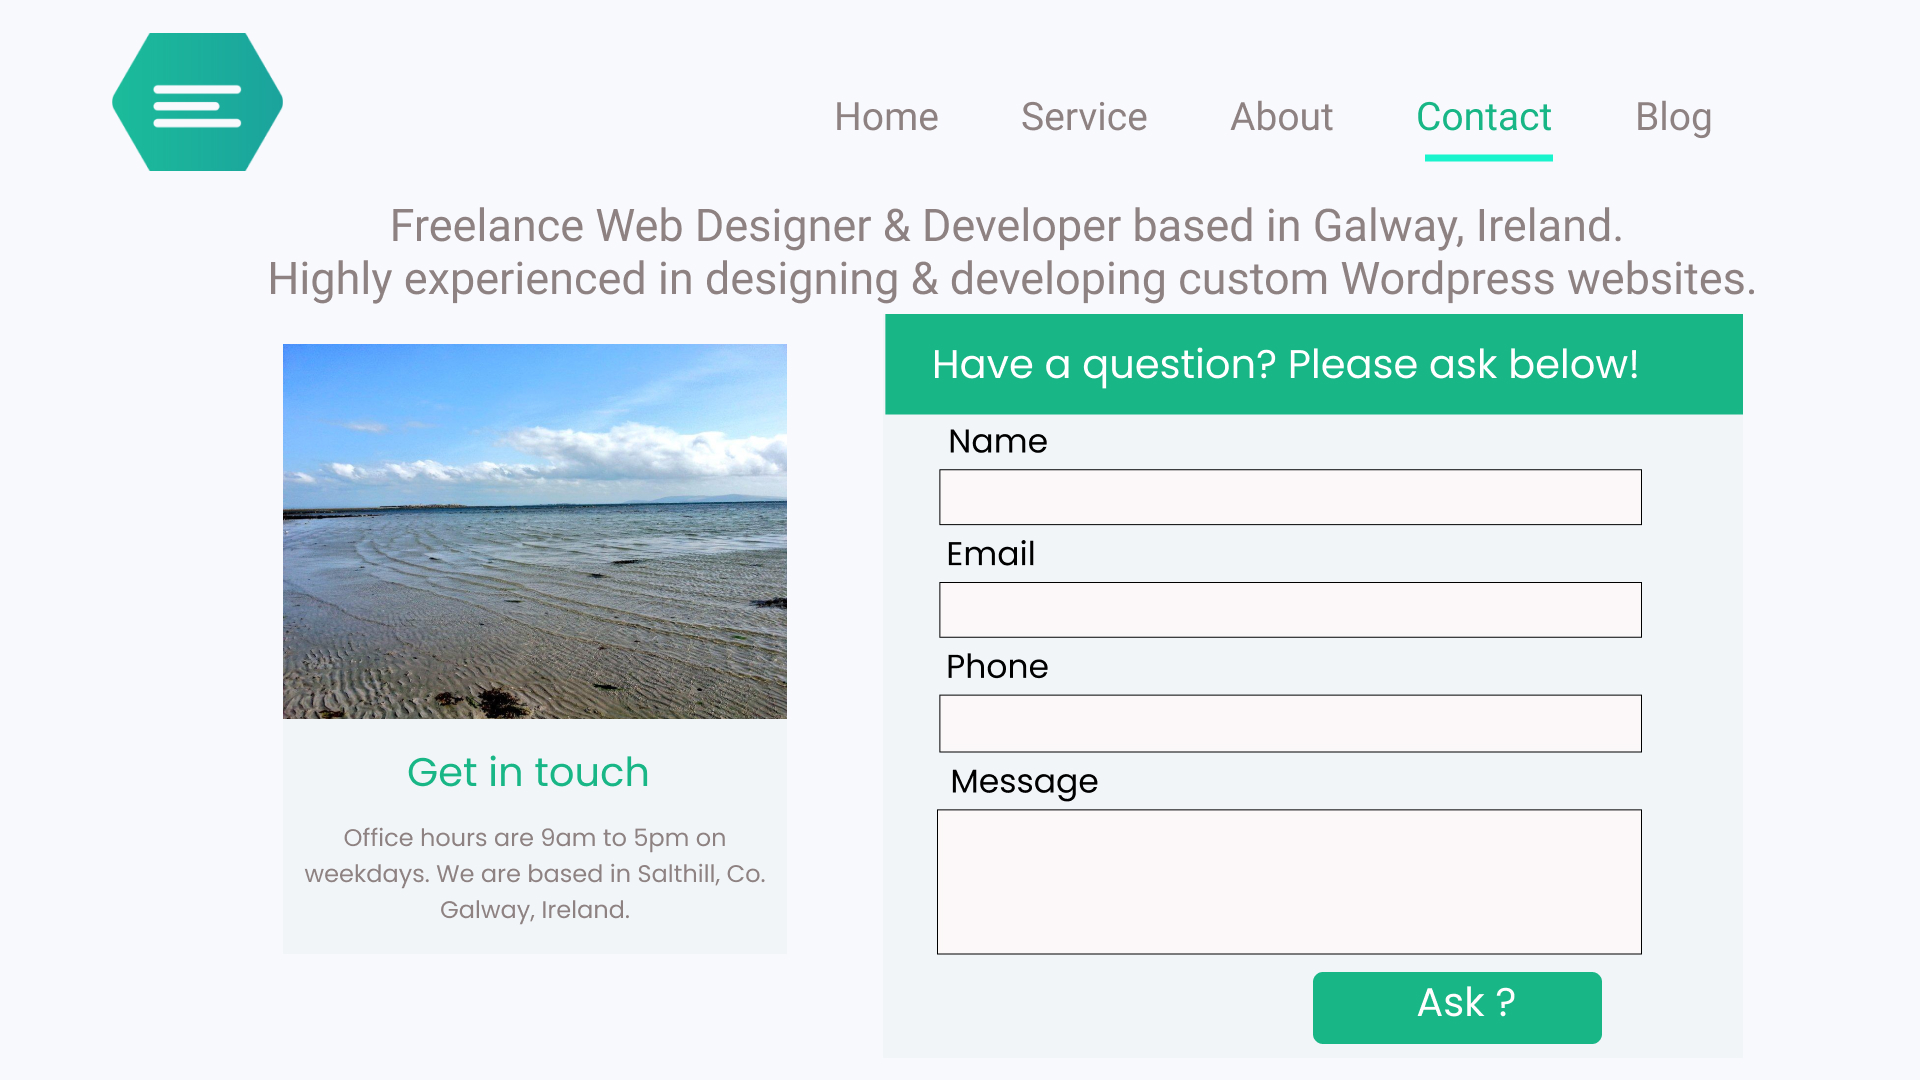 Home Service About Contact Blog
Freelance Web Designer & Developer based in Galway, Ireland.
Highly experienced in designing & developing custom Wordpress websites.
Get in touch
Office hours are 9am to 5pm on
weekdays. We are based in Salthill, Co.
Galway, Ireland.
Have a question? Please ask below!
Name
Email
Phone
Message
Ask ?